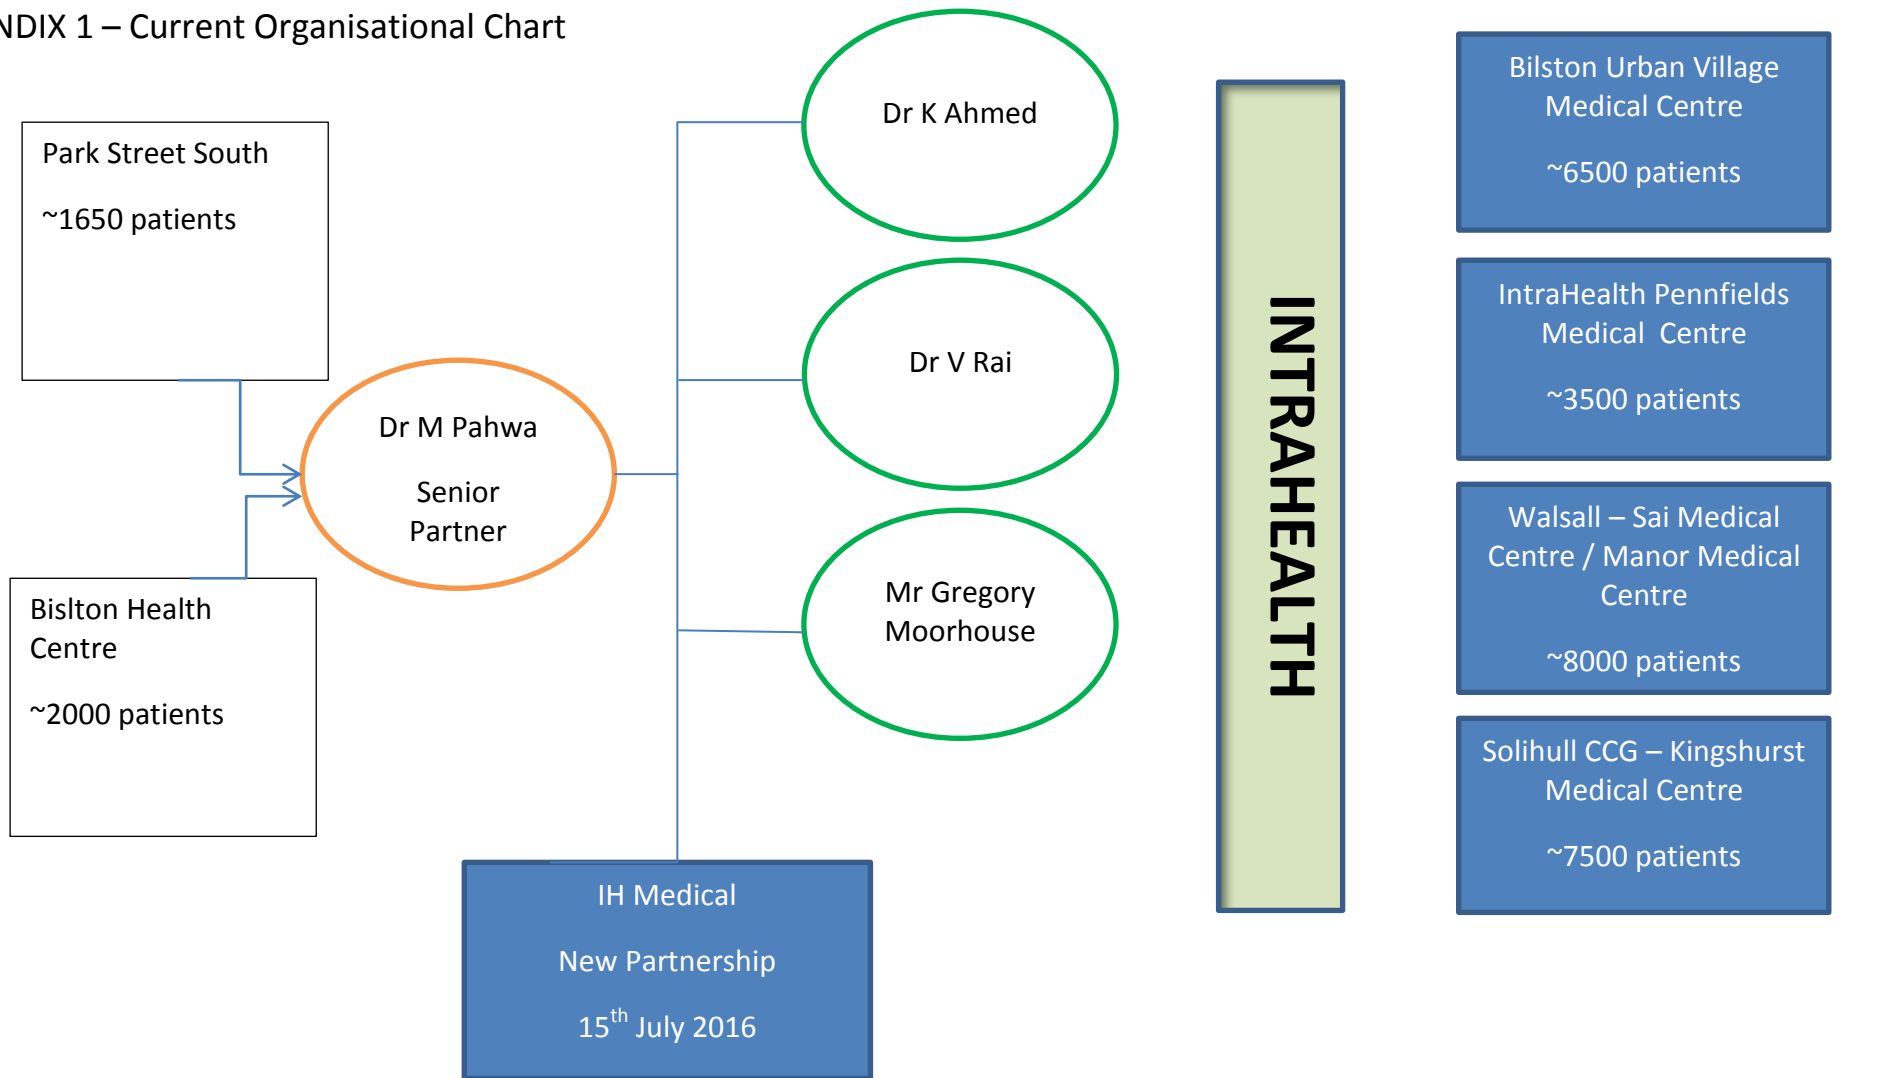 NDIX 1 – Current Organisational Chart
Park Street South
~1650 patients
Bislton Health
Centre
~2000 patients
Dr M Pahwa
Senior
Partner
Dr K Ahmed
Dr V Rai
Mr Gregory
Moorhouse
IH Medical
New Partnership
15th July 2016
INTRAHEALTH
Bilston Urban Village
Medical Centre
~6500 patients
IntraHealth Pennfields
Medical Centre
~3500 patients
Walsall – Sai Medical
Centre / Manor Medical
Centre
~8000 patients
Solihull CCG – Kingshurst
Medical Centre
~7500 patients